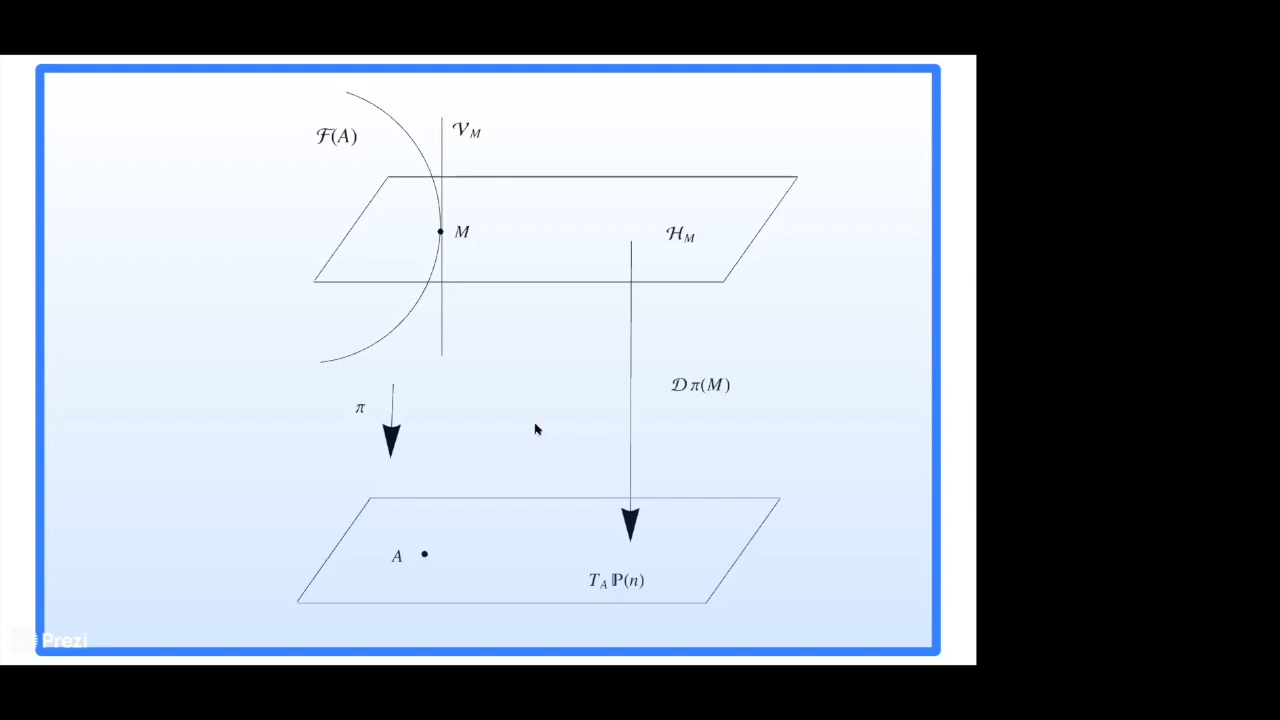 𝓕(A)
𝒱_M
M
ℋ_M
𝒟π(M)
π
A
T_A ℙ(n)
Prezi